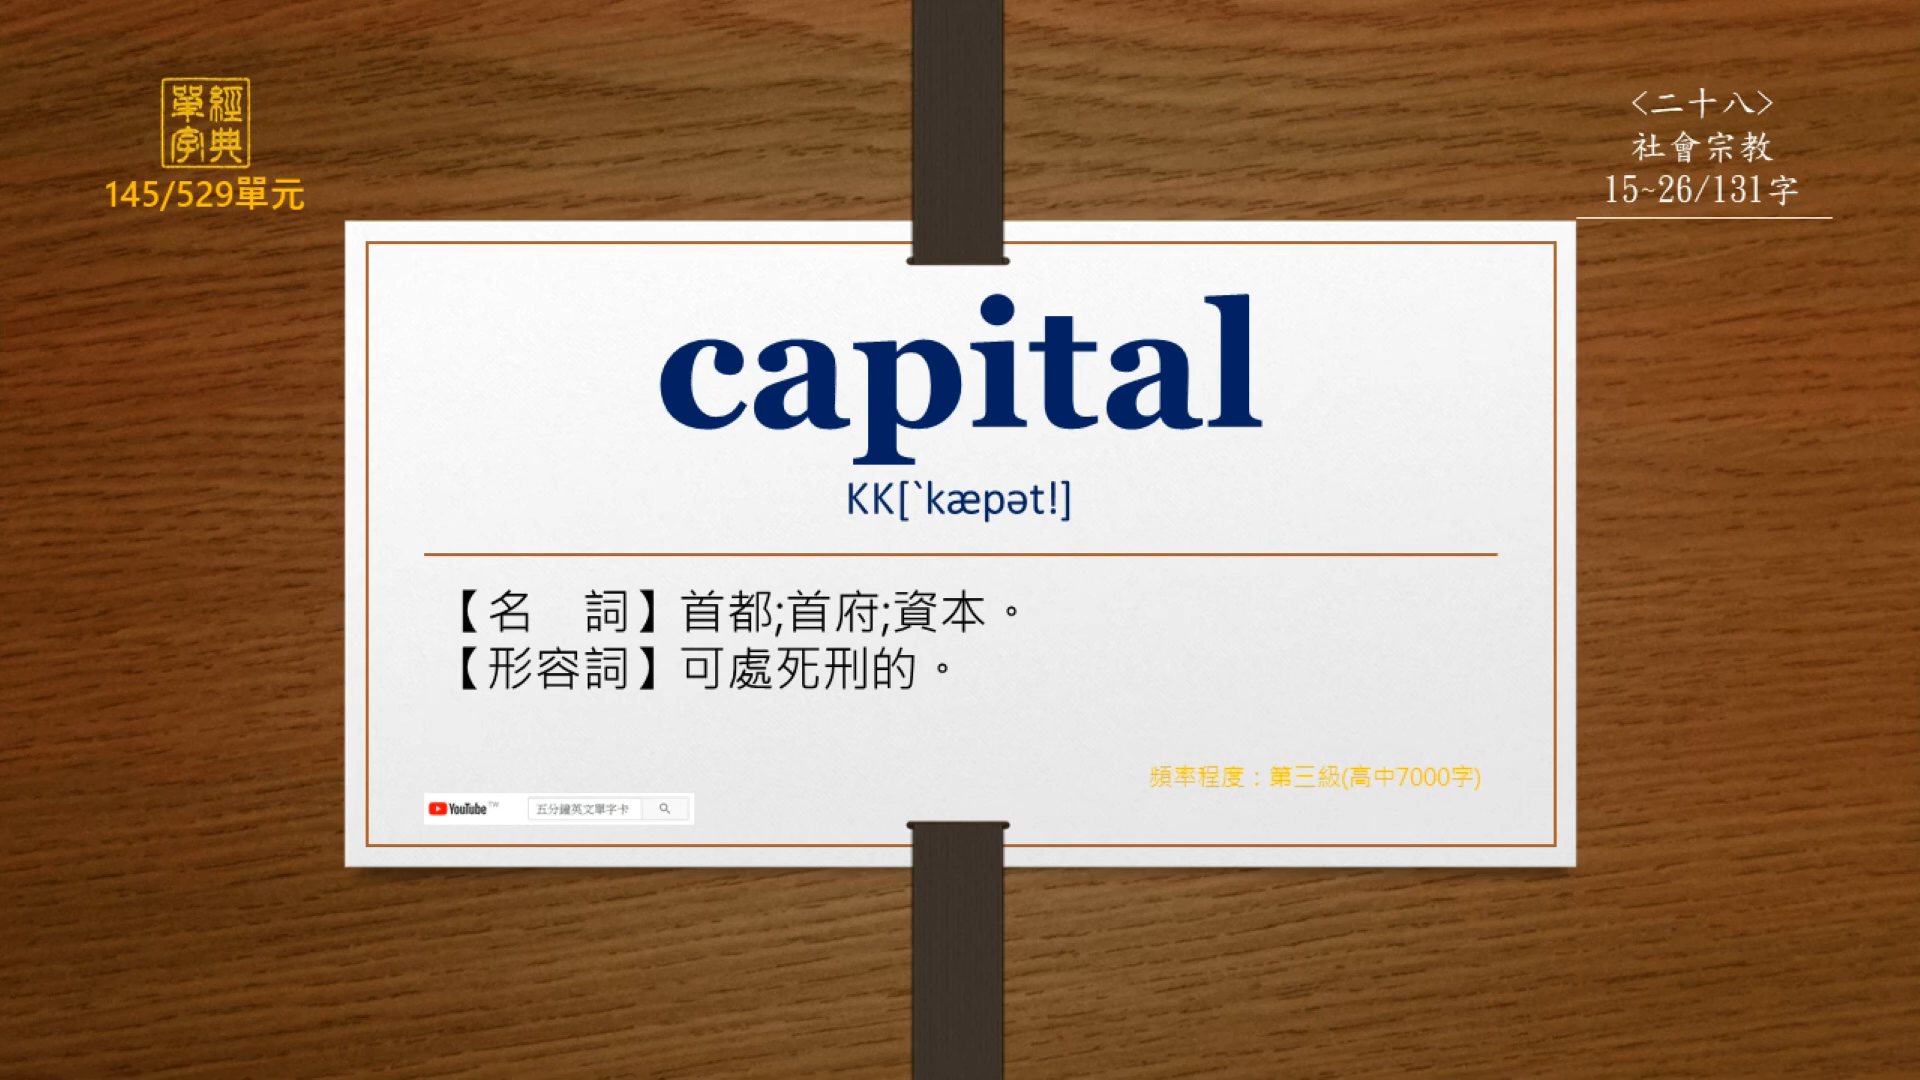 經典
單字
145/529單元
<二十八>
社會宗教
15~26/131字
capital
KK[ˋkæpət!]
【名　詞】首都;首府;資本。
【形容詞】可處死刑的。
頻率程度：第三級(高中7000字)
YouTube TW
五分鐘英文單字卡